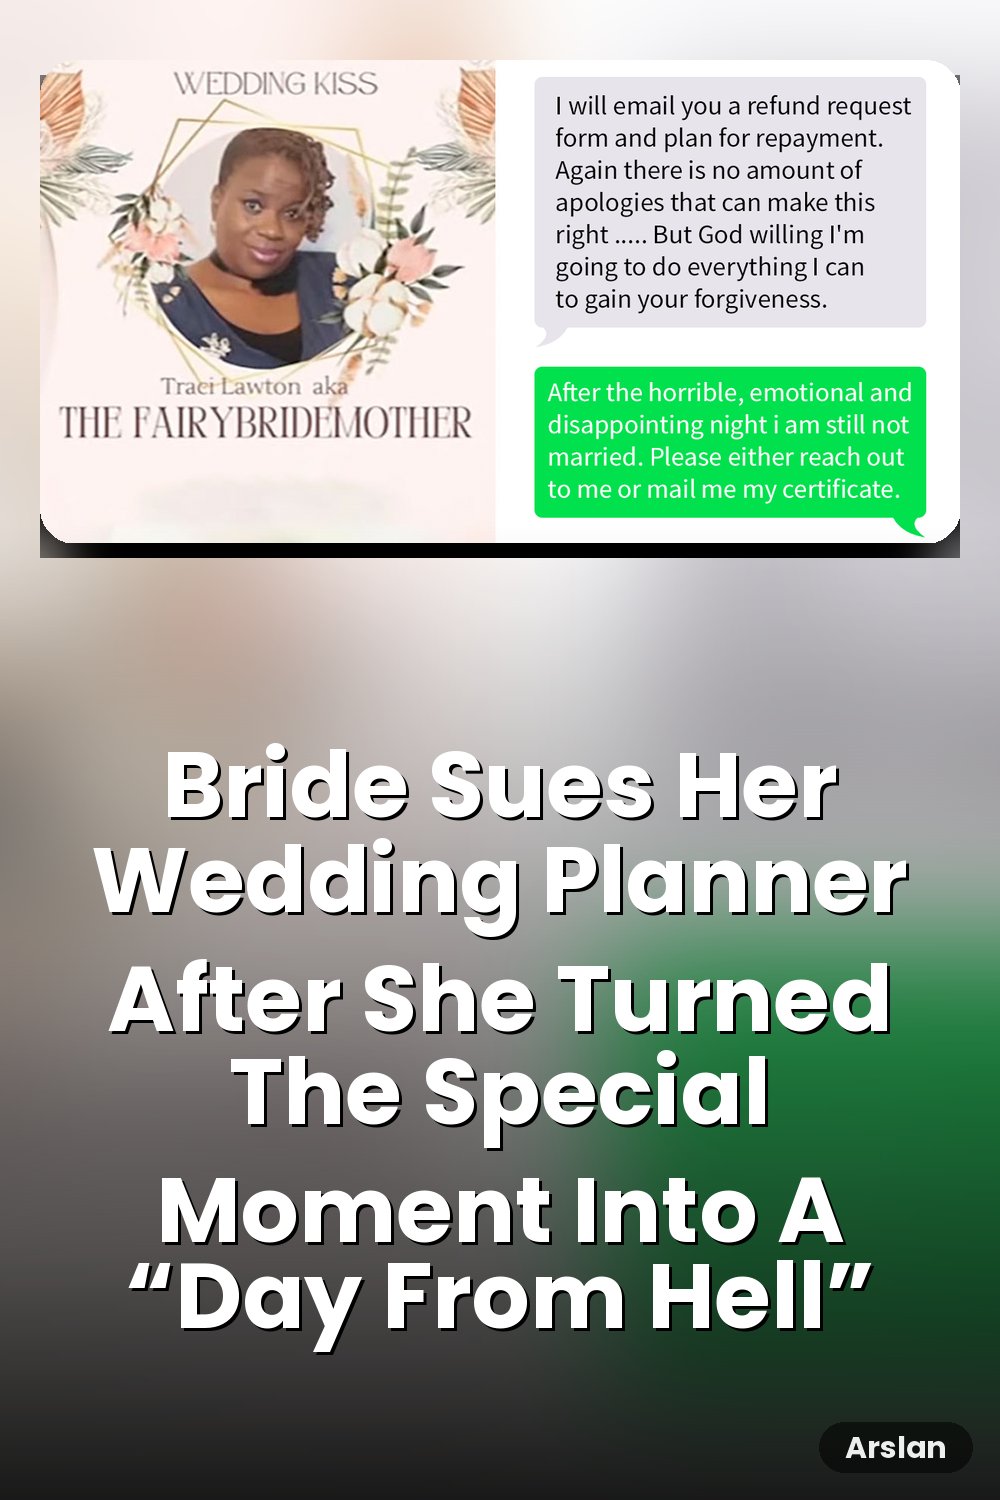 WEDDING KISS
Traci Lawton aka
THE FAIRYBRIDEMOTHER
I will email you a refund request
form and plan for repayment.
Again there is no amount of
apologies that can make this
right ..... But God willing I'm
going to do everything I can
to gain your forgiveness.
After the horrible, emotional and
disappointing night i am still not
married. Please either reach out
to me or mail me my certificate.
Bride Sues Her
Wedding Planner
After She Turned
The Special
Moment Into A
“Day From Hell”
Arslan